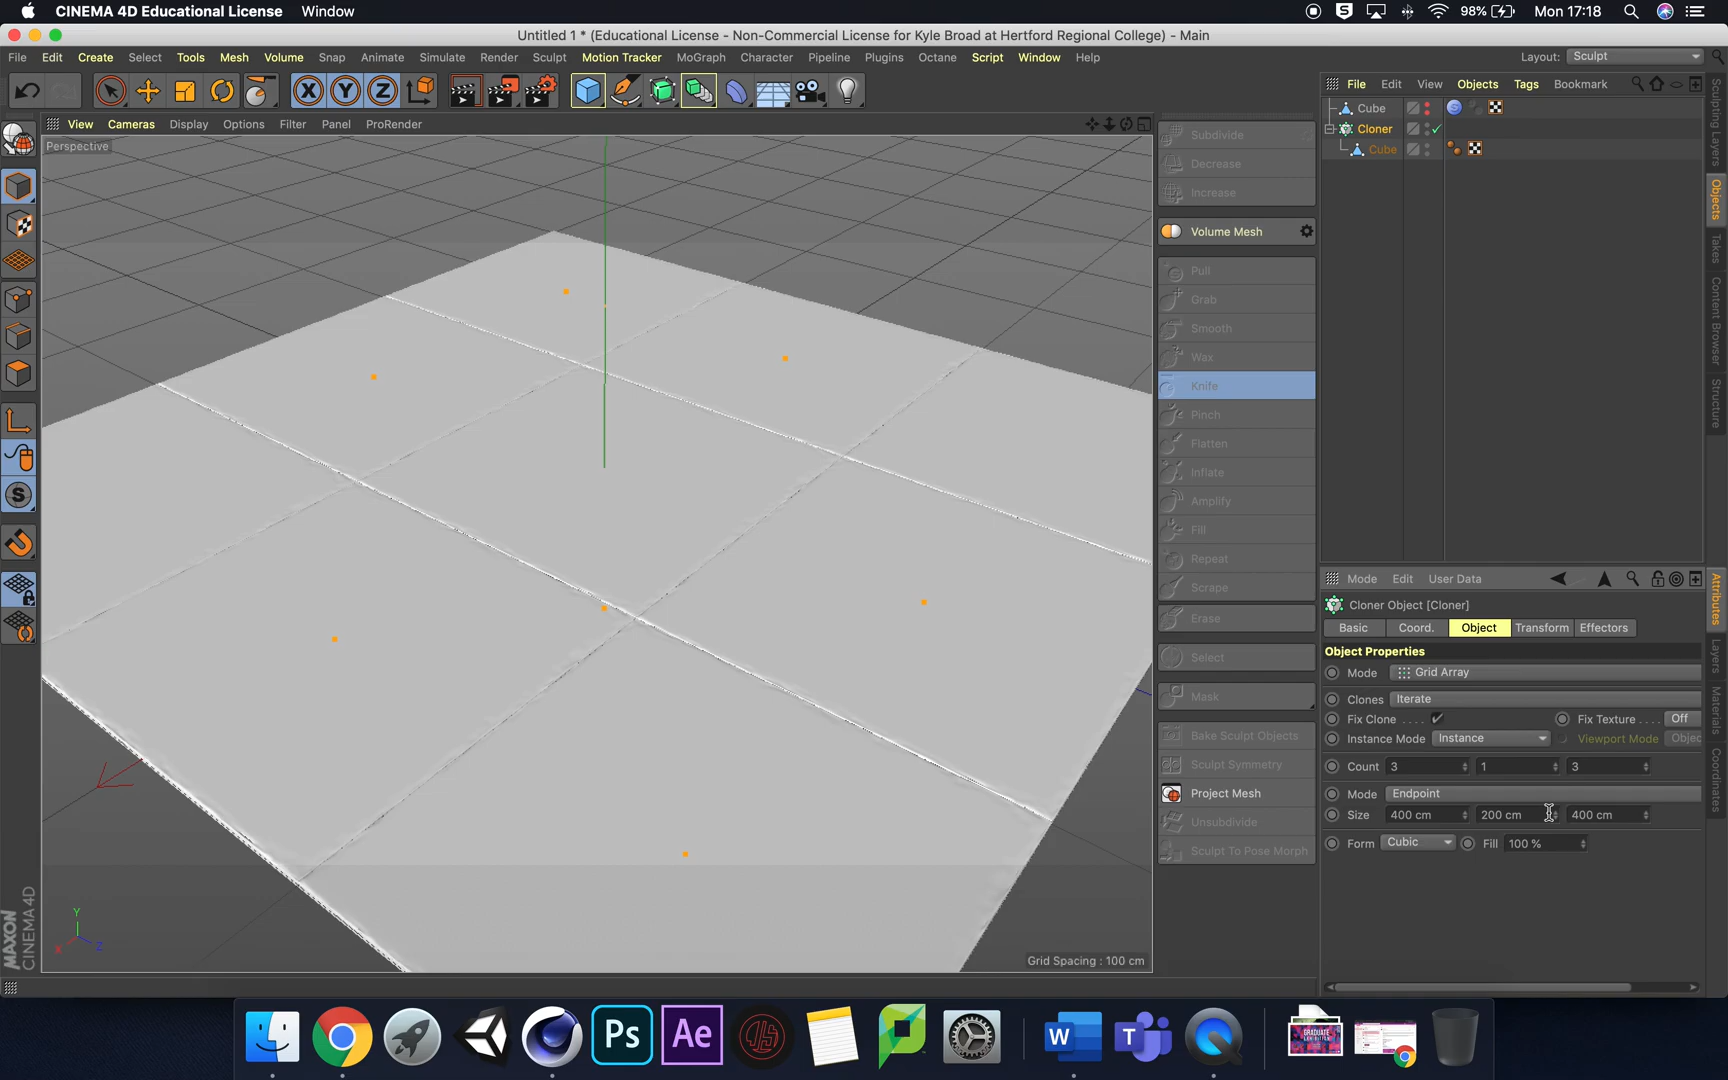 CINEMA 4D Educational License Window
98% Mon 17:18
Untitled 1 * (Educational License - Non-Commercial License for Kyle Broad at Hertford Regional College) - Main
File Edit Create Select Tools Mesh Volume Snap Animate Simulate Render Sculpt Motion Tracker MoGraph Character Pipeline Plugins Octane Script Window Help
Layout: Sculpt
X Y Z
File Edit View Objects Tags Bookmark
View Cameras Display Options Filter Panel ProRender
Perspective
Cube
Cloner
Cube
Subdivide
Decrease
Increase
Volume Mesh
Pull
Grab
Smooth
Wax
Knife
Pinch
Flatten
Inflate
Amplify
Fill
Repeat
Scrape
Erase
Select
Mask
Bake Sculpt Objects
Sculpt Symmetry
Project Mesh
Unsubdivide
Sculpt To Pose Morph
Sculpting Layers
Objects
Takes
Content Browser
Structure
Mode Edit User Data
Cloner Object [Cloner]
Basic Coord. Object Transform Effectors
Object Properties
Mode Grid Array
Clones Iterate
Fix Clone . . . . Fix Texture . . . . Off
Instance Mode Instance Viewport Mode Objec
Count 3 1 3
Mode Endpoint
Size 400 cm 200 cm 400 cm
Form Cubic Fill 100 %
Attributes
Layers
Materials
Coordinates
Y
X Z
Grid Spacing : 100 cm
MAXON
CINEMA 4D
Ps Ae W T
GRADUATE